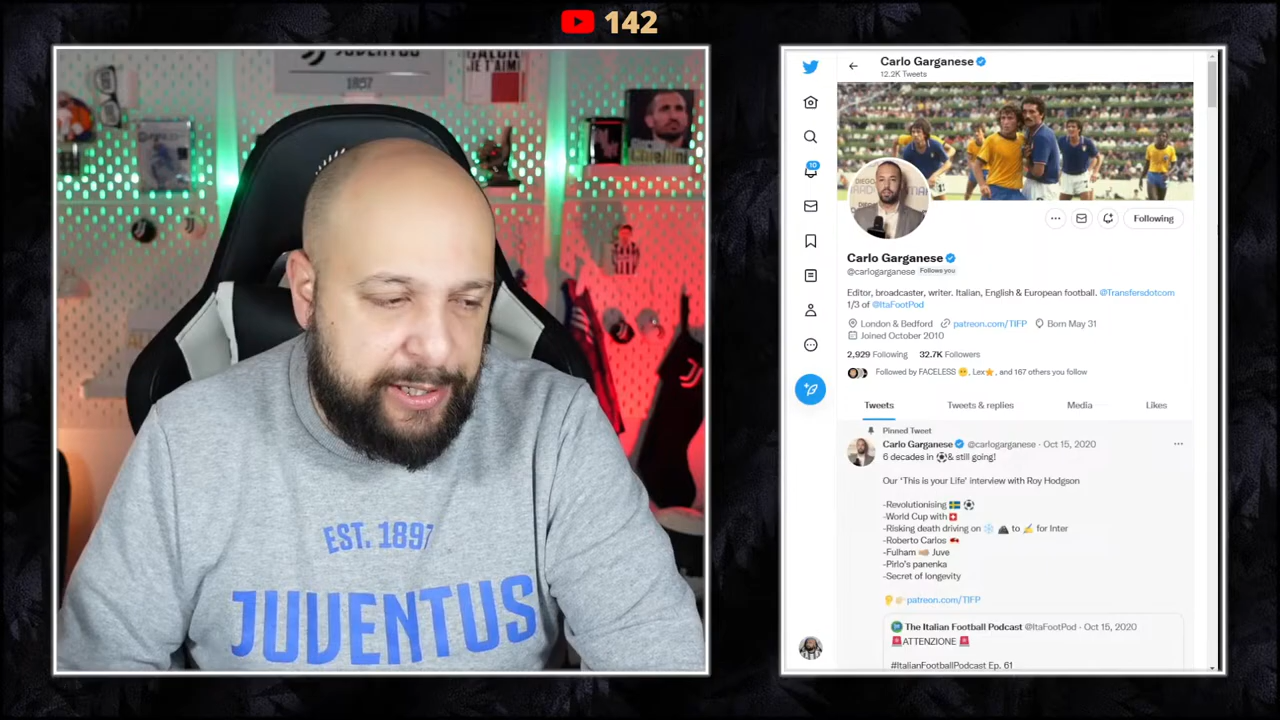 142
JUVENTUS
1897
EST. 1897
JUVENTUS
Carlo Garganese
12.2K Tweets
10
Following
Carlo Garganese
@carlogarganese Follows you
Editor, broadcaster, writer. Italian, English & European football. @Transfersdotcom
1/3 of @ItaFootPod
London & Bedford patreon.com/TIFP Born May 31
Joined October 2010
2,929 Following 32.7K Followers
Followed by FACELESS 😶, Lex⭐, and 167 others you follow
Tweets Tweets & replies Media Likes
Pinned Tweet
Carlo Garganese @carlogarganese · Oct 15, 2020
6 decades in ⚽& still going!
Our 'This is your Life' interview with Roy Hodgson
-Revolutionising 🇸🇪 ⚽
-World Cup with 🇨🇭
-Risking death driving on ❄️ ⛰️ to ✍️ for Inter
-Roberto Carlos
-Fulham 🤜🏼 Juve
-Pirlo's panenka
-Secret of longevity
patreon.com/TIFP
The Italian Football Podcast @ItaFootPod · Oct 15, 2020
🚨ATTENZIONE 🚨
#ItalianFootballPodcast Ep. 61